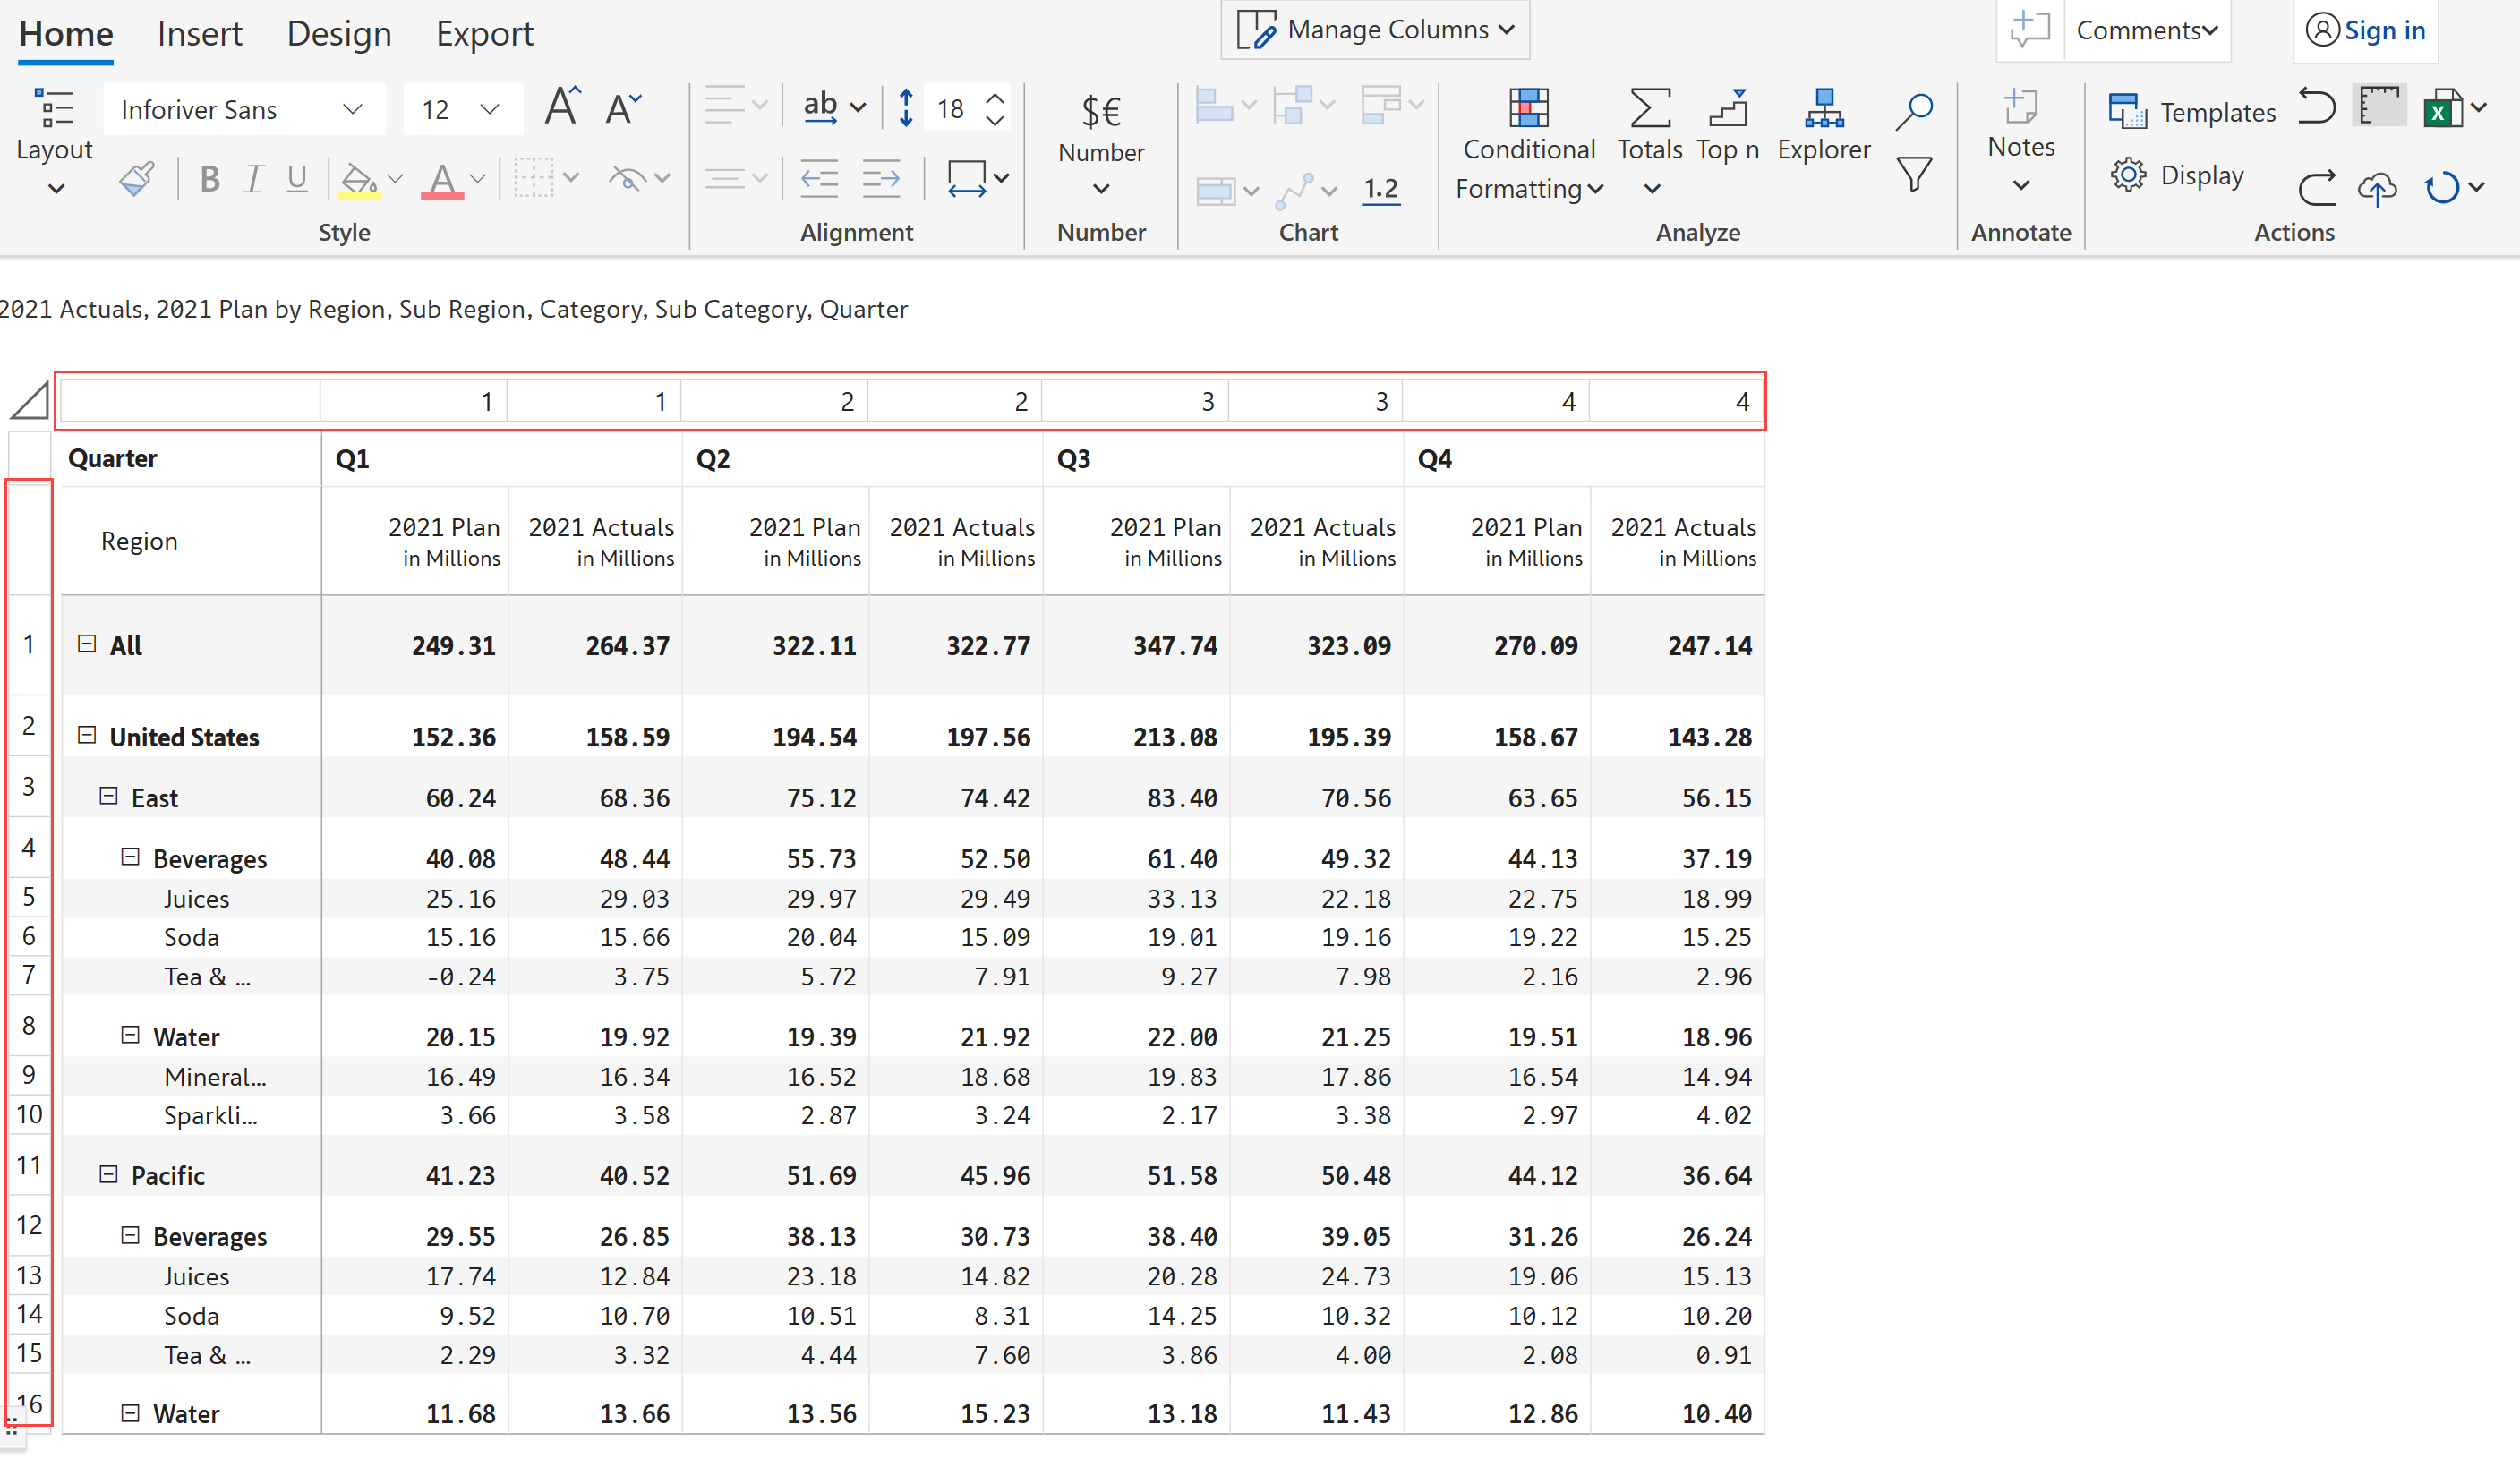 Home Insert Design Export Manage Columns Comments Sign in
Layout Inforiver Sans 12 A A ab 18 $€ Number Conditional Formatting Totals Top n Explorer Notes Templates X
B I U A 1.2 Display
Style Alignment Number Chart Analyze Annotate Actions
2021 Actuals, 2021 Plan by Region, Sub Region, Category, Sub Category, Quarter
1 1 2 2 3 3 4 4
Quarter Q1 Q2 Q3 Q4
Region 2021 Plan in Millions 2021 Actuals in Millions 2021 Plan in Millions 2021 Actuals in Millions 2021 Plan in Millions 2021 Actuals in Millions 2021 Plan in Millions 2021 Actuals in Millions
1 All 249.31 264.37 322.11 322.77 347.74 323.09 270.09 247.14
2 United States 152.36 158.59 194.54 197.56 213.08 195.39 158.67 143.28
3 East 60.24 68.36 75.12 74.42 83.40 70.56 63.65 56.15
4 Beverages 40.08 48.44 55.73 52.50 61.40 49.32 44.13 37.19
5 Juices 25.16 29.03 29.97 29.49 33.13 22.18 22.75 18.99
6 Soda 15.16 15.66 20.04 15.09 19.01 19.16 19.22 15.25
7 Tea & ... -0.24 3.75 5.72 7.91 9.27 7.98 2.16 2.96
8 Water 20.15 19.92 19.39 21.92 22.00 21.25 19.51 18.96
9 Mineral... 16.49 16.34 16.52 18.68 19.83 17.86 16.54 14.94
10 Sparkli... 3.66 3.58 2.87 3.24 2.17 3.38 2.97 4.02
11 Pacific 41.23 40.52 51.69 45.96 51.58 50.48 44.12 36.64
12 Beverages 29.55 26.85 38.13 30.73 38.40 39.05 31.26 26.24
13 Juices 17.74 12.84 23.18 14.82 20.28 24.73 19.06 15.13
14 Soda 9.52 10.70 10.51 8.31 14.25 10.32 10.12 10.20
15 Tea & ... 2.29 3.32 4.44 7.60 3.86 4.00 2.08 0.91
16 Water 11.68 13.66 13.56 15.23 13.18 11.43 12.86 10.40